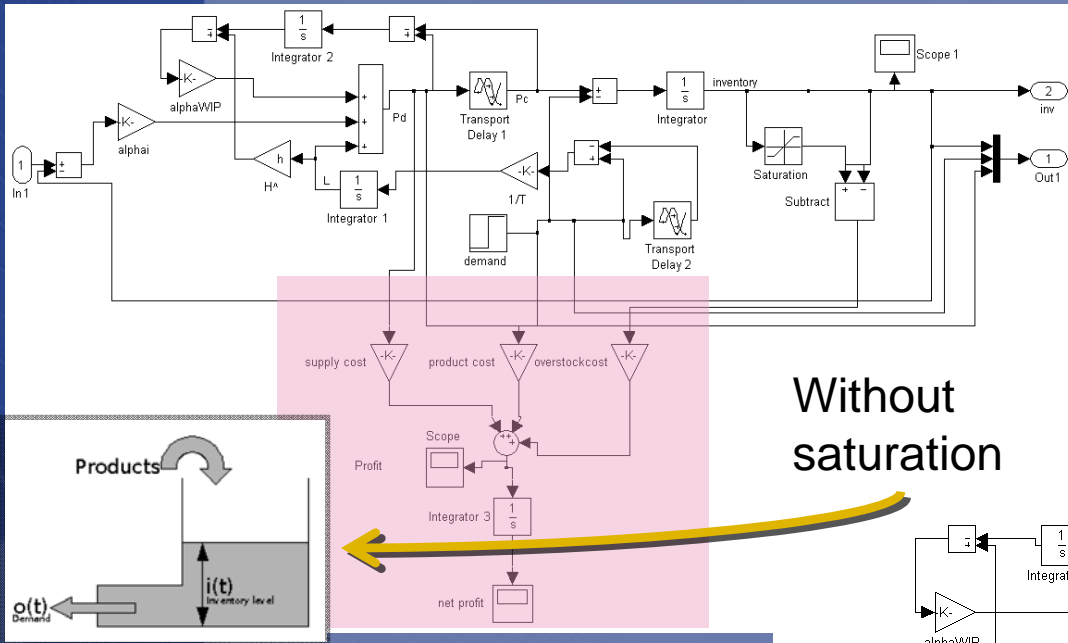 1
s
Integrator 2
-K-
alphaWIP
-K-
alphai
1
In1
+
−
h
H^
L
1
s
Integrator 1
+
+
+
Pd
Transport
Delay 1
Pc
+
−
1
s
Integrator
inventory
Scope 1
2
inv
1
Out1
Saturation
+ −
Subtract
-K-
1/T
−
+
demand
Transport
Delay 2
supply cost
-K-
product cost
-K-
overstockcost
-K-
++
+
Scope
Profit
Integrator 3
1
s
net profit
Without
saturation
Products
i(t)
Inventory level
o(t)
Demand
1
s
Integrat
-K-
alphaWIP